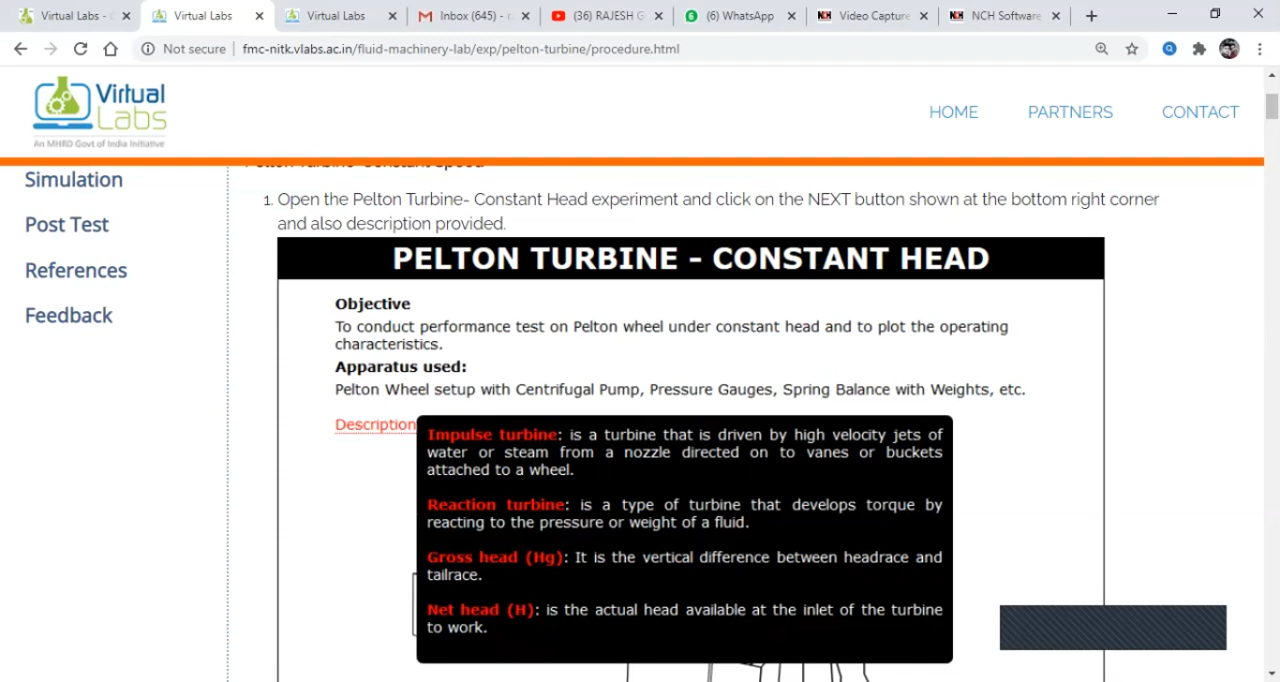 Virtual Labs -
Virtual Labs
Virtual Labs
Inbox (645) -
(36) RAJESH G
6
(6) WhatsApp
Video Capture
NCH Software
Not secure
fmc-nitk.vlabs.ac.in/fluid-machinery-lab/exp/pelton-turbine/procedure.html
Virtual
Labs
An MHRD Govt of India Initiative
HOME
PARTNERS
CONTACT
Simulation
Post Test
References
Feedback
Pelton Turbine- Constant Speed
1. Open the Pelton Turbine- Constant Head experiment and click on the NEXT button shown at the bottom right corner
and also description provided.
PELTON TURBINE - CONSTANT HEAD
Objective
To conduct performance test on Pelton wheel under constant head and to plot the operating
characteristics.
Apparatus used:
Pelton Wheel setup with Centrifugal Pump, Pressure Gauges, Spring Balance with Weights, etc.
Description
Impulse turbine: is a turbine that is driven by high velocity jets of
water or steam from a nozzle directed on to vanes or buckets
attached to a wheel.
Reaction turbine: is a type of turbine that develops torque by
reacting to the pressure or weight of a fluid.
Gross head (Hg): It is the vertical difference between headrace and
tailrace.
Net head (H): is the actual head available at the inlet of the turbine
to work.